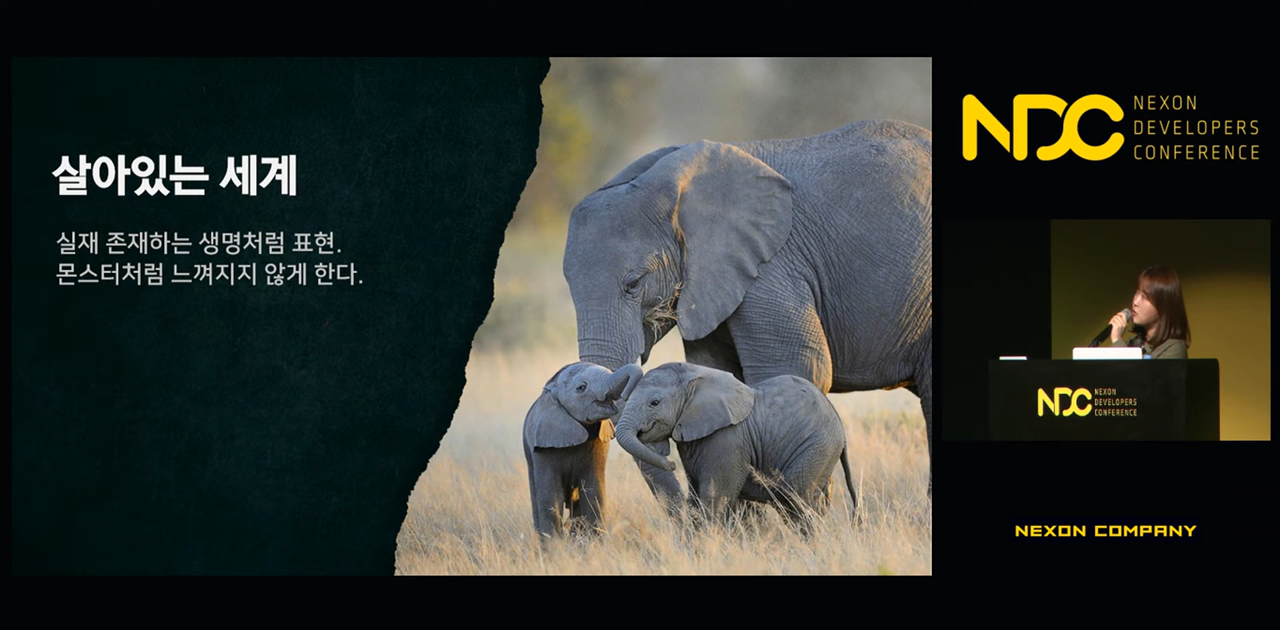 살아있는 세계
실재 존재하는 생명처럼 표현.
몬스터처럼 느껴지지 않게 한다.
NDC
NEXON
DEVELOPERS
CONFERENCE
NDC
NEXON
DEVELOPERS
CONFERENCE
NEXON COMPANY